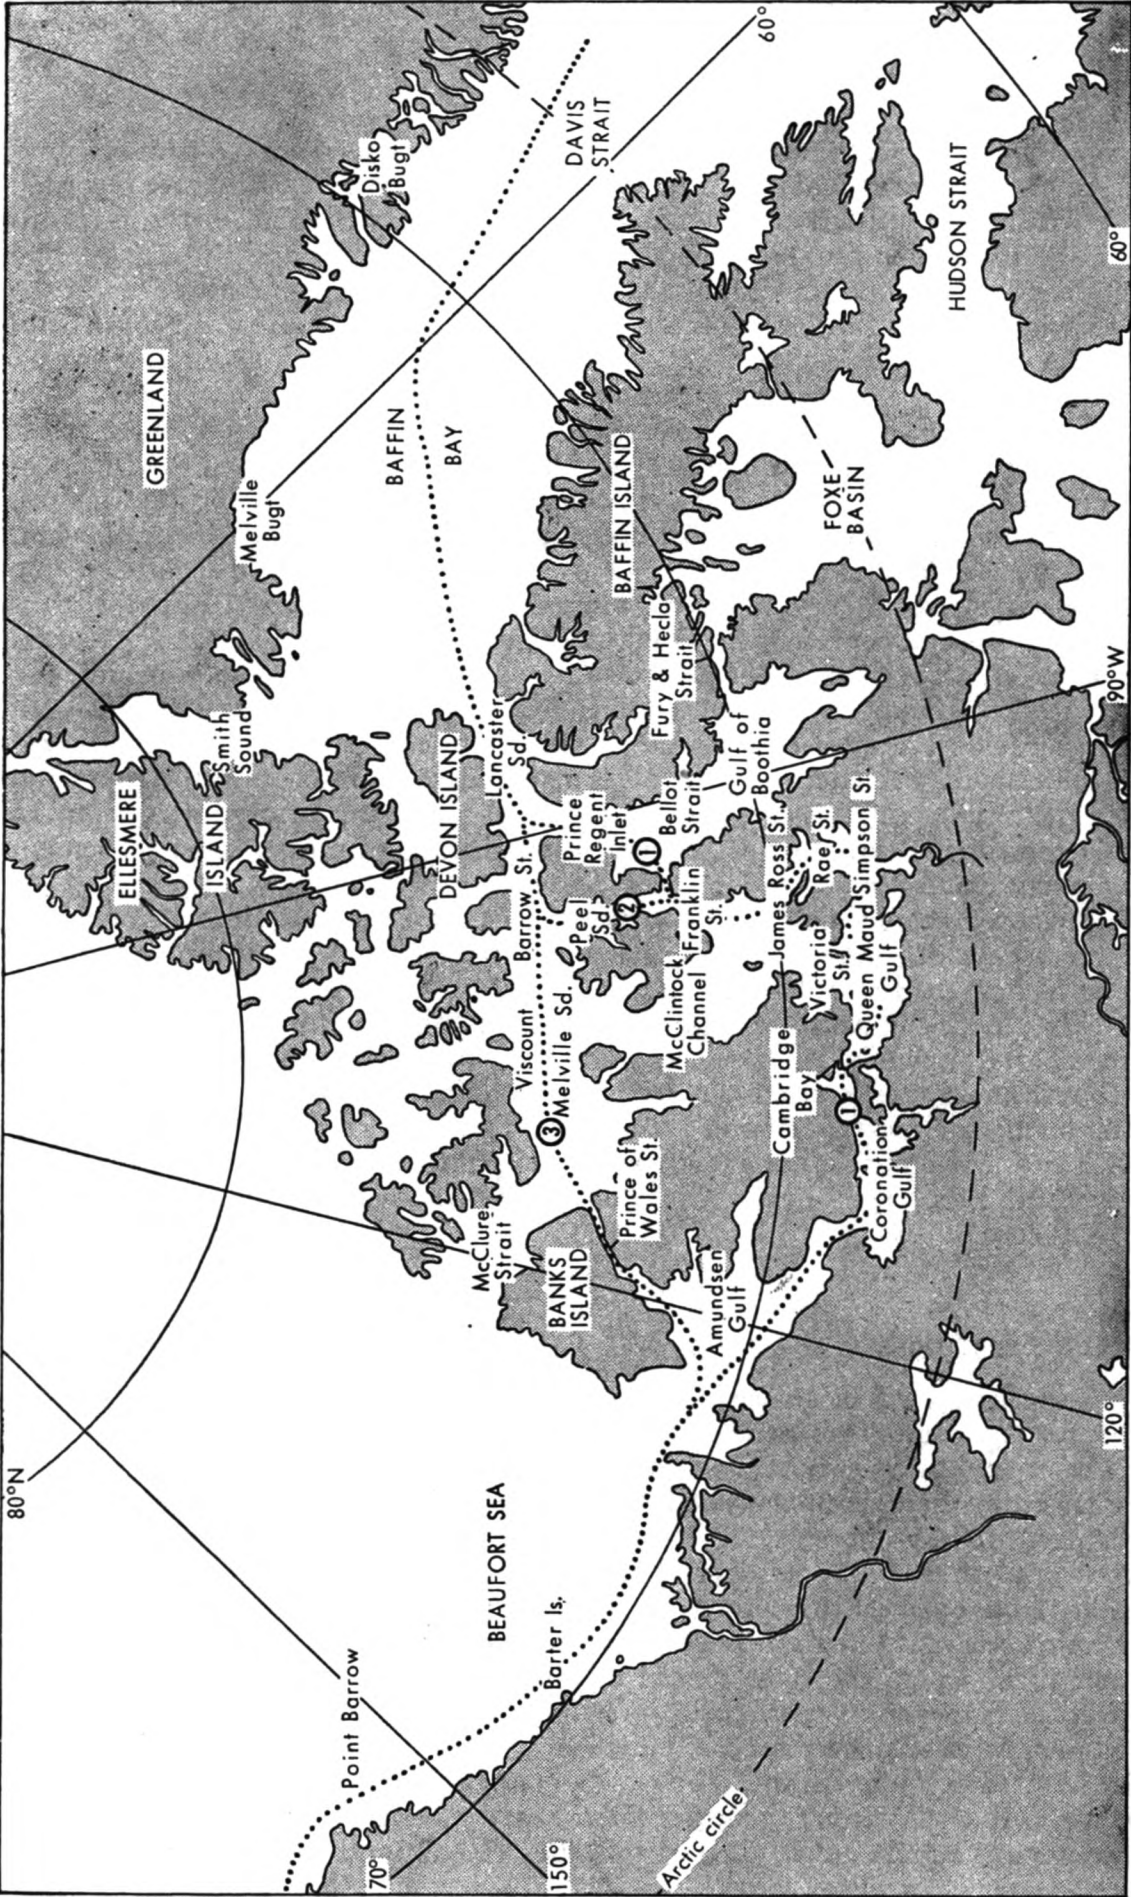 80°N
Point Barrow
BEAUFORT SEA
Barter Is.
70°
150°
Arctic circle
120°
ELLESMERE
ISLAND
Smith
Sound
GREENLAND
Melville
Bugt
Disko
Bugt
BAFFIN
BAY
DAVIS
STRAIT
60°
DEVON ISLAND
Lancaster
Sd.
Barrow St.
Viscount
Melville Sd.
3
McClure
Strait
BANKS
ISLAND
Prince of
Wales St.
Amundsen
Gulf
Prince
Regent
Inlet
Peel
Sd.
2
1
Bellot
Strait
Franklin
St.
McClintock
Channel
BAFFIN ISLAND
Fury & Hecla
Strait
Gulf of
Boothia
James Ross St.
Rae St.
Simpson St.
Victoria
St.
Queen Maud
Gulf
Cambridge
Bay
1
Coronation
Gulf
FOXE
BASIN
HUDSON STRAIT
60°
90°W